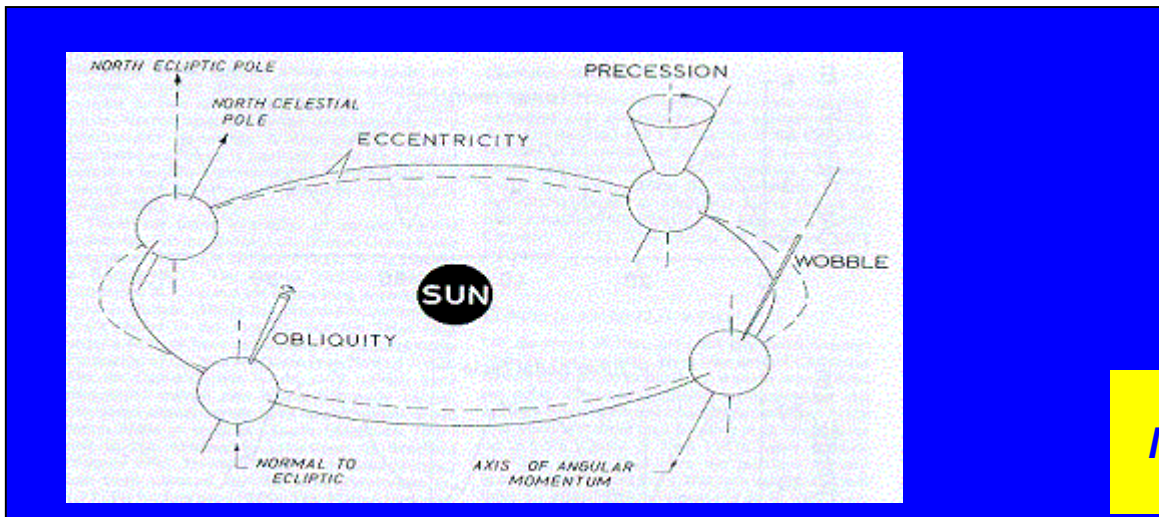 NORTH ECLIPTIC POLE
PRECESSION
NORTH CELESTIAL
POLE
ECCENTRICITY
WOBBLE
SUN
OBLIQUITY
NORMAL TO
ECLIPTIC
AXIS OF ANGULAR
MOMENTUM